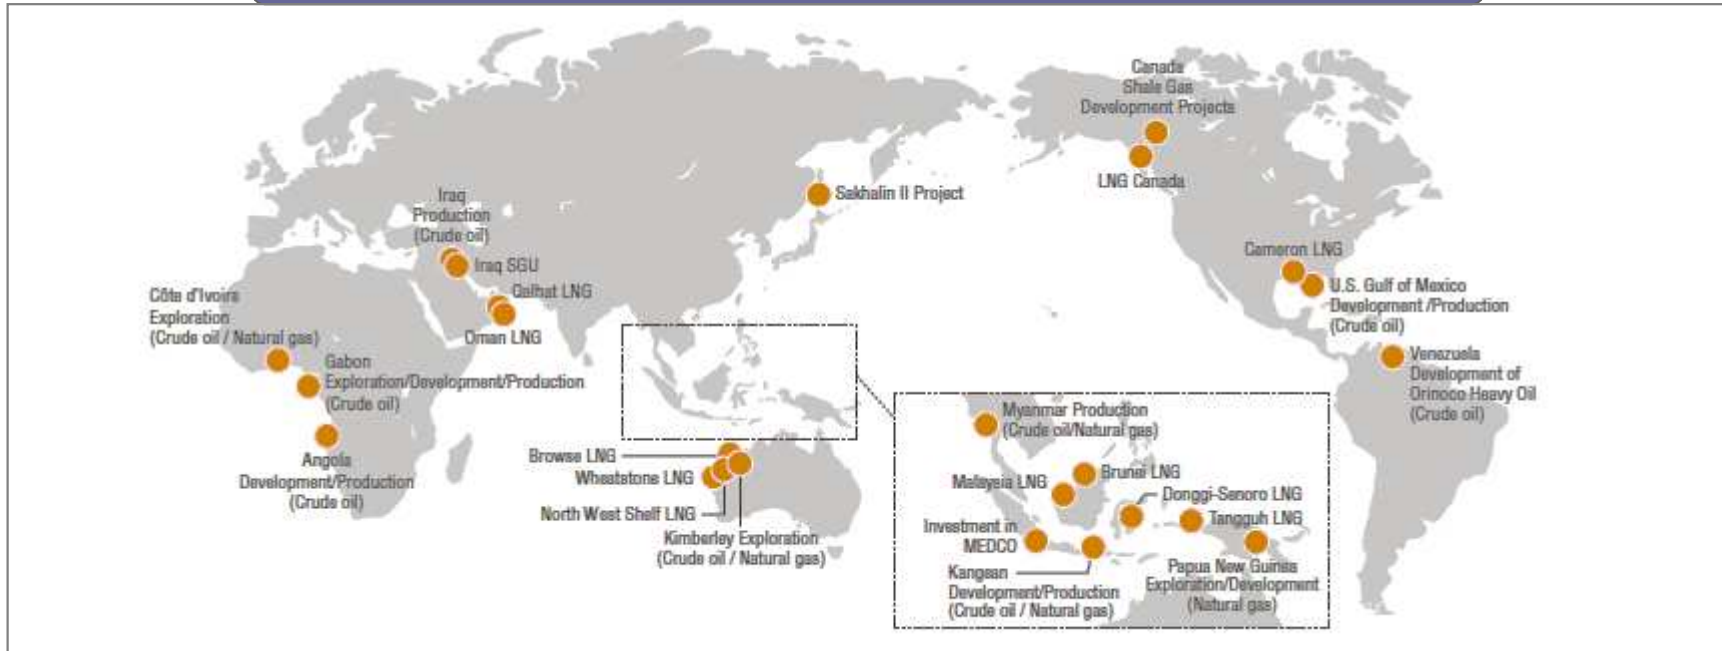 Canada
Shale Gas
Development Projects
LNG Canada
Sakhalin II Project
Iraq
Production
(Crude oil)
Iraq SGU
Qalhat LNG
Oman LNG
Côte d'Ivoire
Exploration
(Crude oil / Natural gas)
Gabon
Exploration/Development/Production
(Crude oil)
Angola
Development/Production
(Crude oil)
Cameron LNG
U.S. Gulf of Mexico
Development /Production
(Crude oil)
Venezuela
Development of
Orinoco Heavy Oil
(Crude oil)
Browse LNG
Wheatstone LNG
North West Shelf LNG
Kimberley Exploration
(Crude oil / Natural gas)
Myanmar Production
(Crude oil/Natural gas)
Brunei LNG
Malaysia LNG
Donggi-Senoro LNG
Tangguh LNG
Investment in
MEDCO
Kangean
Development/Production
(Crude oil / Natural gas)
Papua New Guinea
Exploration/Development
(Natural gas)